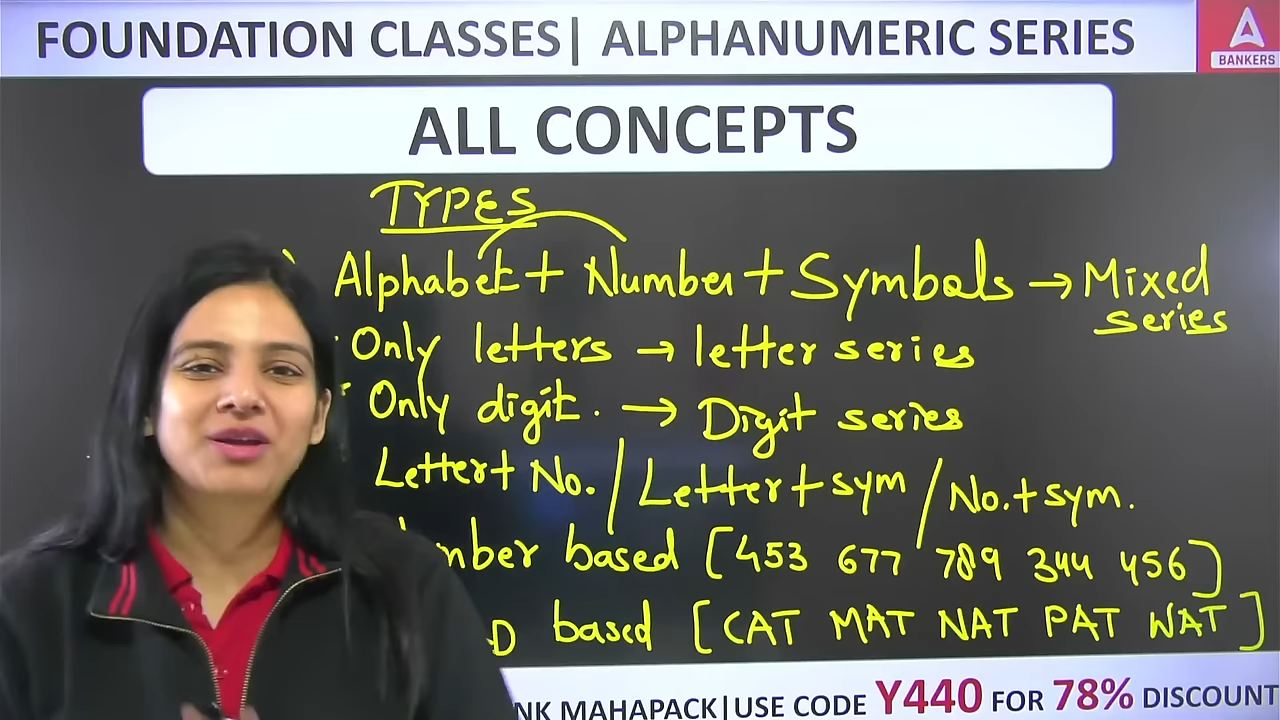 FOUNDATION CLASSES| ALPHANUMERIC SERIES
BANKERS
ALL CONCEPTS
TYPES
Alphabet + Number + Symbols → Mixed
series
Only letters → letter series
Only digit. → Digit series
Letter + No. / Letter + sym / No. + sym.
mber based [453 677 789 344 456]
D based [CAT MAT NAT PAT WAT]
NK MAHAPACK|USE CODE Y440 FOR 78% DISCOUNT